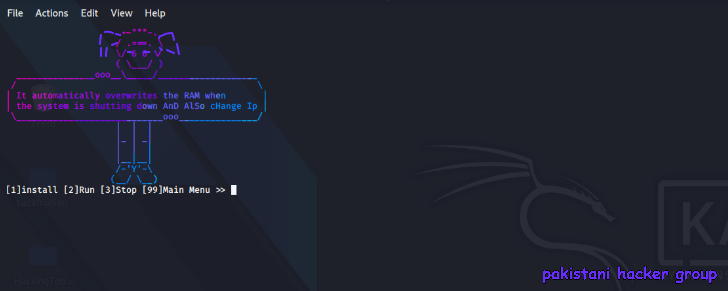 File Actions Edit View Help
It automatically overwrites the RAM when
the system is shutting down AnD AlSo cHange Ip
[1]install [2]Run [3]Stop [99]Main Menu >>
KA
pakistani hacker group